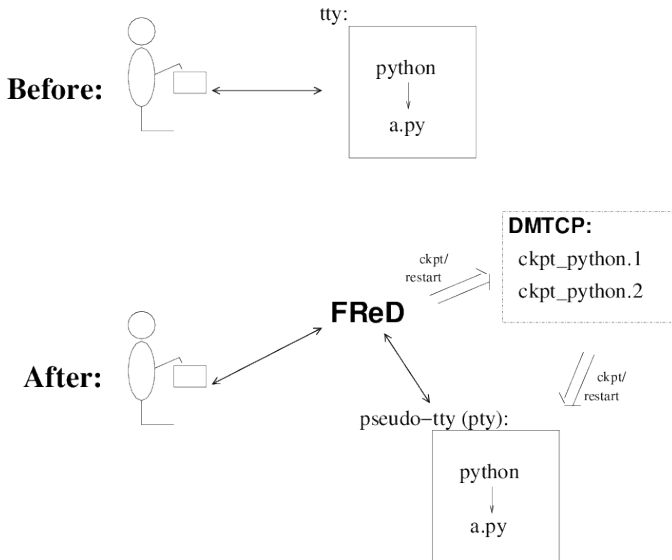 tty:
python
Before:
a.py
DMTCP:
ckpt/
restart
ckpt_python.1
ckpt_python.2
FReD
After:
ckpt/
restart
pseudo−tty (pty):
python
a.py